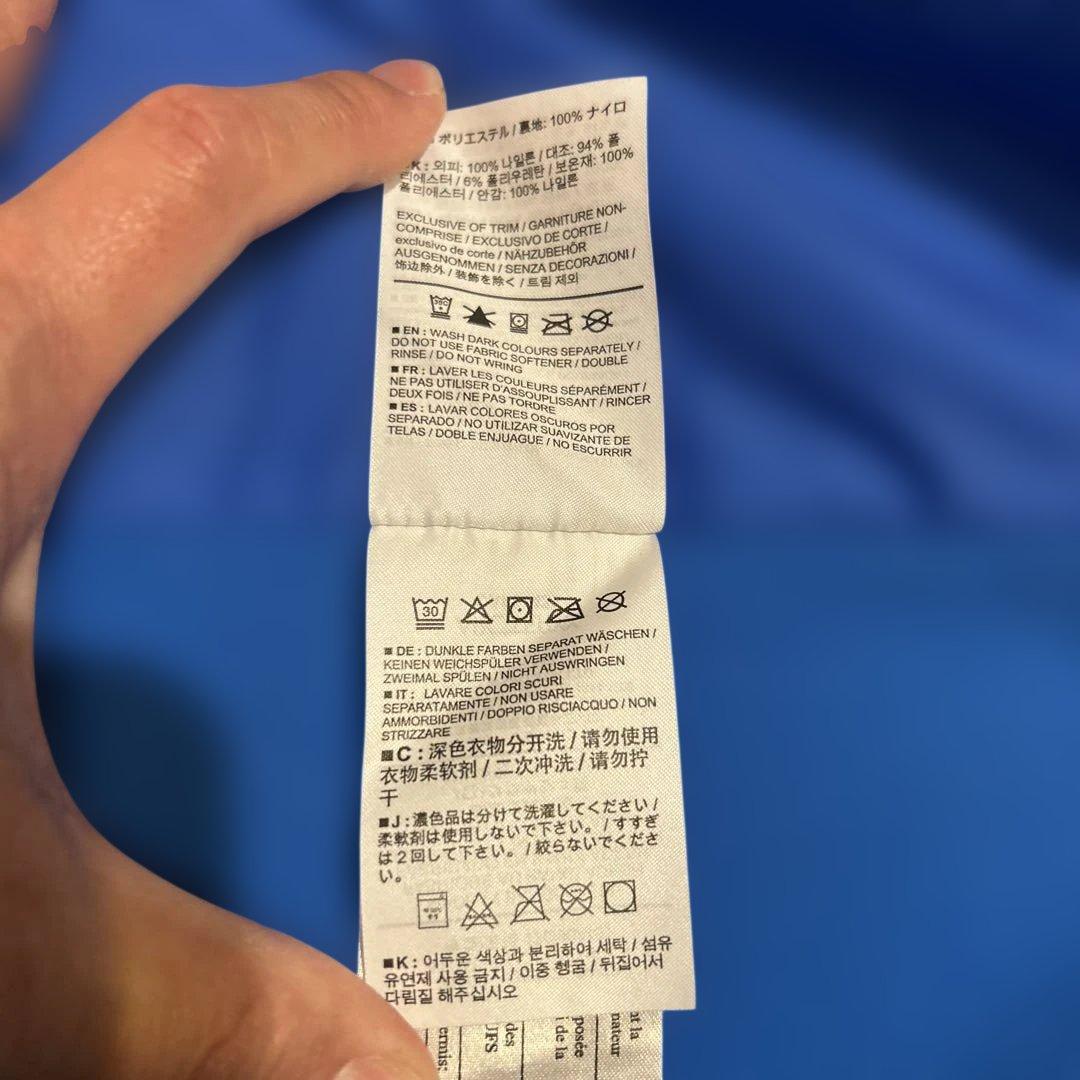 ポリエステル / 裏地: 100% ナイロ
K : 외피: 100% 나일론 / 대조: 94% 폴
리에스터 / 6% 폴리우레탄 / 보온재: 100%
폴리에스터 / 안감: 100% 나일론
EXCLUSIVE OF TRIM / GARNITURE NON-
COMPRISE / EXCLUSIVO DE CORTE /
exclusivo de corte / NÄHZUBEHÖR
AUSGENOMMEN / SENZA DECORAZIONI /
饰边除外 / 装飾を除く / 트림 제외
30C
■ EN : WASH DARK COLOURS SEPARATELY /
DO NOT USE FABRIC SOFTENER / DOUBLE
RINSE / DO NOT WRING
■ FR : LAVER LES COULEURS SÉPARÉMENT /
NE PAS UTILISER D'ASSOUPLISSANT / RINCER
DEUX FOIS / NE PAS TORDRE
■ ES : LAVAR COLORES OSCUROS POR
SEPARADO / NO UTILIZAR SUAVIZANTE DE
TELAS / DOBLE ENJUAGUE / NO ESCURRIR
30
■ DE : DUNKLE FARBEN SEPARAT WÄSCHEN /
KEINEN WEICHSPÜLER VERWENDEN /
ZWEIMAL SPÜLEN / NICHT AUSWRINGEN
■ IT : LAVARE COLORI SCURI
SEPARATAMENTE / NON USARE
AMMORBIDENTI / DOPPIO RISCIACQUO / NON
STRIZZARE
■ C : 深色衣物分开洗 / 请勿使用
衣物柔软剂 / 二次冲洗 / 请勿拧
干
■ J : 濃色品は分けて洗濯してください /
柔軟剤は使用しないで下さい。 / すすぎ
は2回して下さい。 / 絞らないでくださ
い。
■ K : 어두운 색상과 분리하여 세탁 / 섬유
유연제 사용 금지 / 이중 헹굼 / 뒤집어서
다림질 해주십시오
nt la
nateur
posée
i de la
des
UFS
ermis: